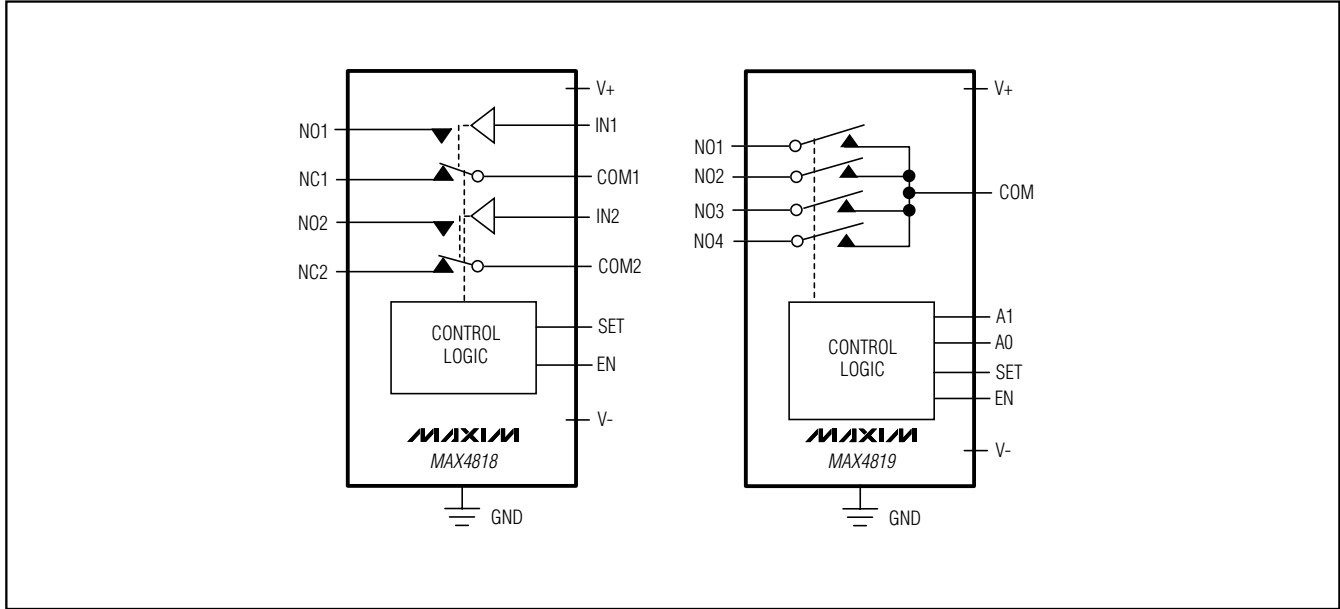 V+
NO1
IN1
NC1
COM1
NO2
IN2
NC2
COM2
CONTROL
LOGIC
SET
EN
V-
MAXIM
MAX4818
GND
V+
NO1
NO2
COM
NO3
NO4
CONTROL
LOGIC
A1
A0
SET
EN
V-
MAXIM
MAX4819
GND